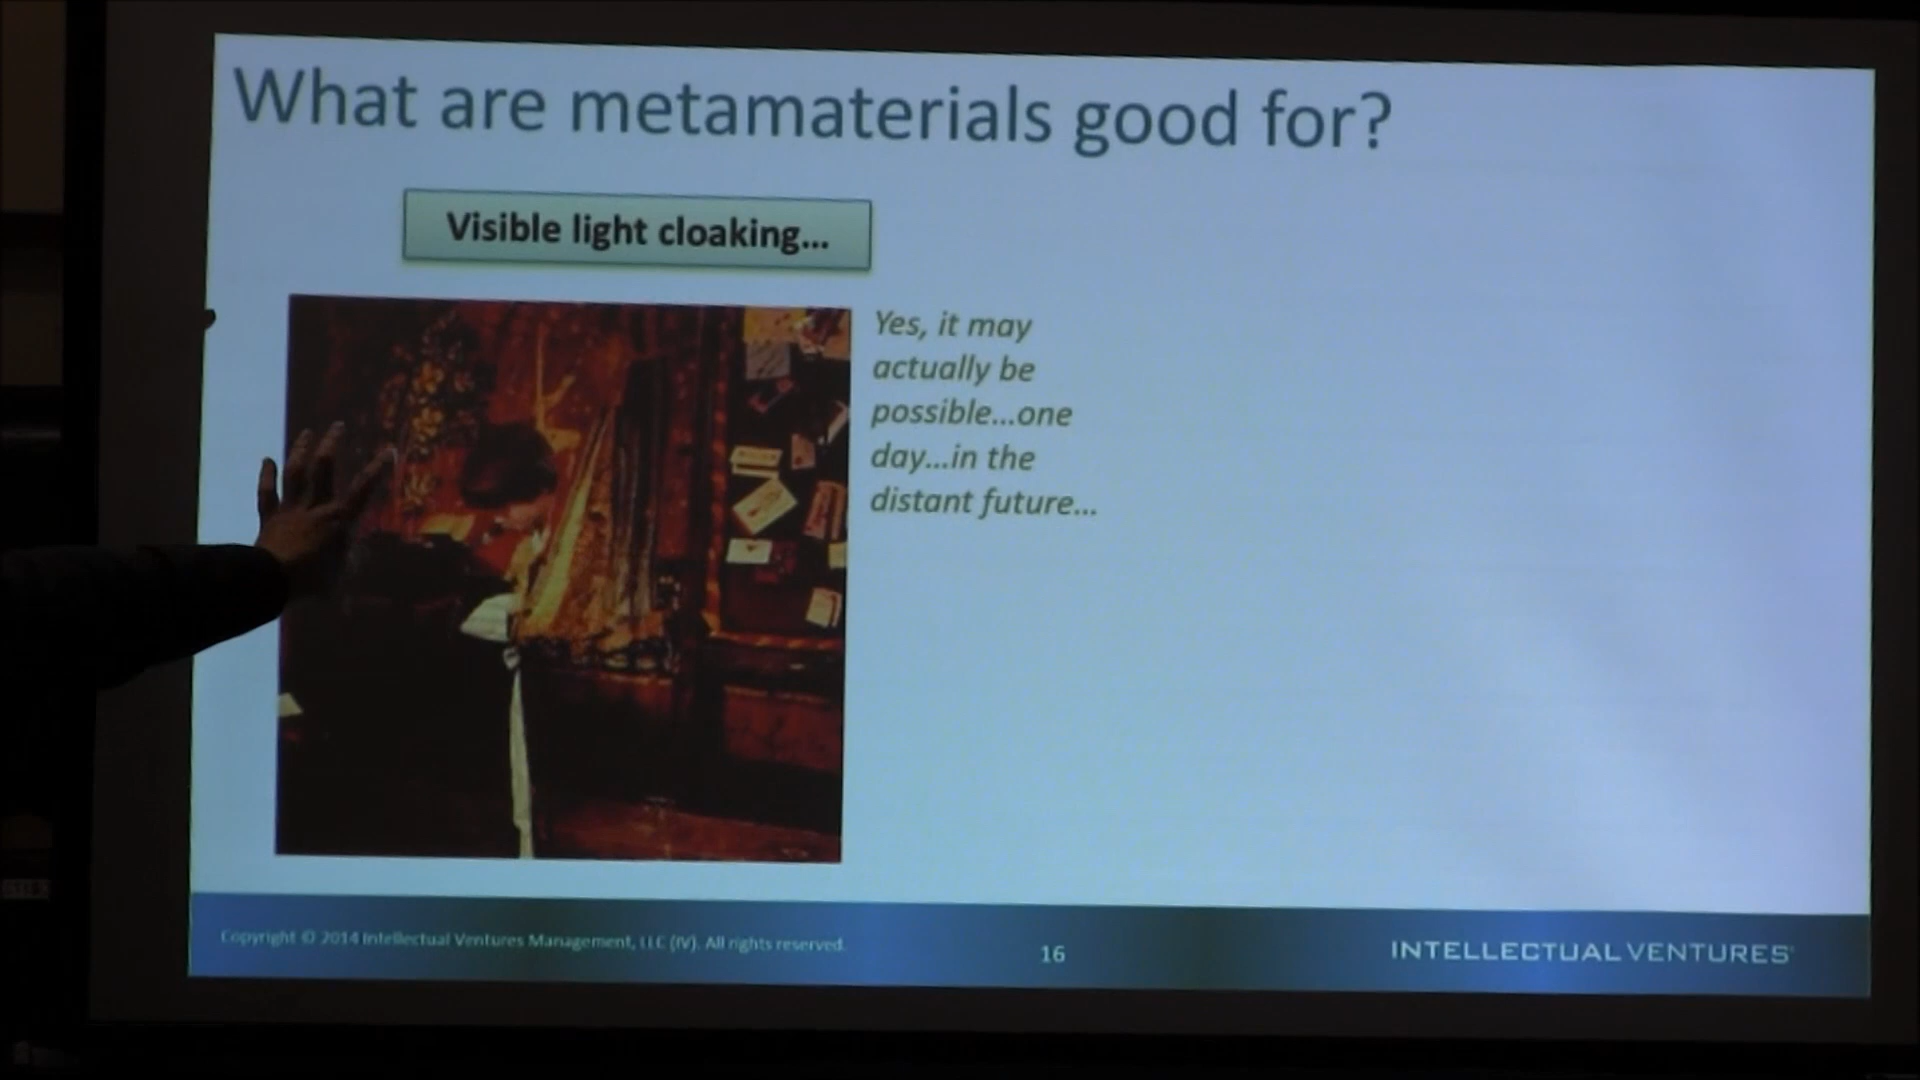 What are metamaterials good for?
Visible light cloaking...
Yes, it may
actually be
possible...one
day...in the
distant future...
Copyright © 2014 Intellectual Ventures Management, LLC (IV). All rights reserved.
16
INTELLECTUAL VENTURES®